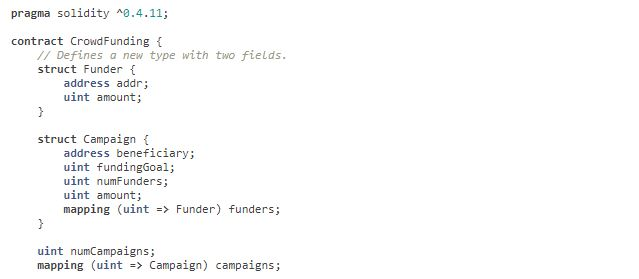 pragma solidity ^0.4.11;
contract CrowdFunding {
// Defines a new type with two fields.
struct Funder {
address addr;
uint amount;
}
struct Campaign {
address beneficiary;
uint fundingGoal;
uint numFunders;
uint amount;
mapping (uint => Funder) funders;
}
uint numCampaigns;
mapping (uint => Campaign) campaigns;